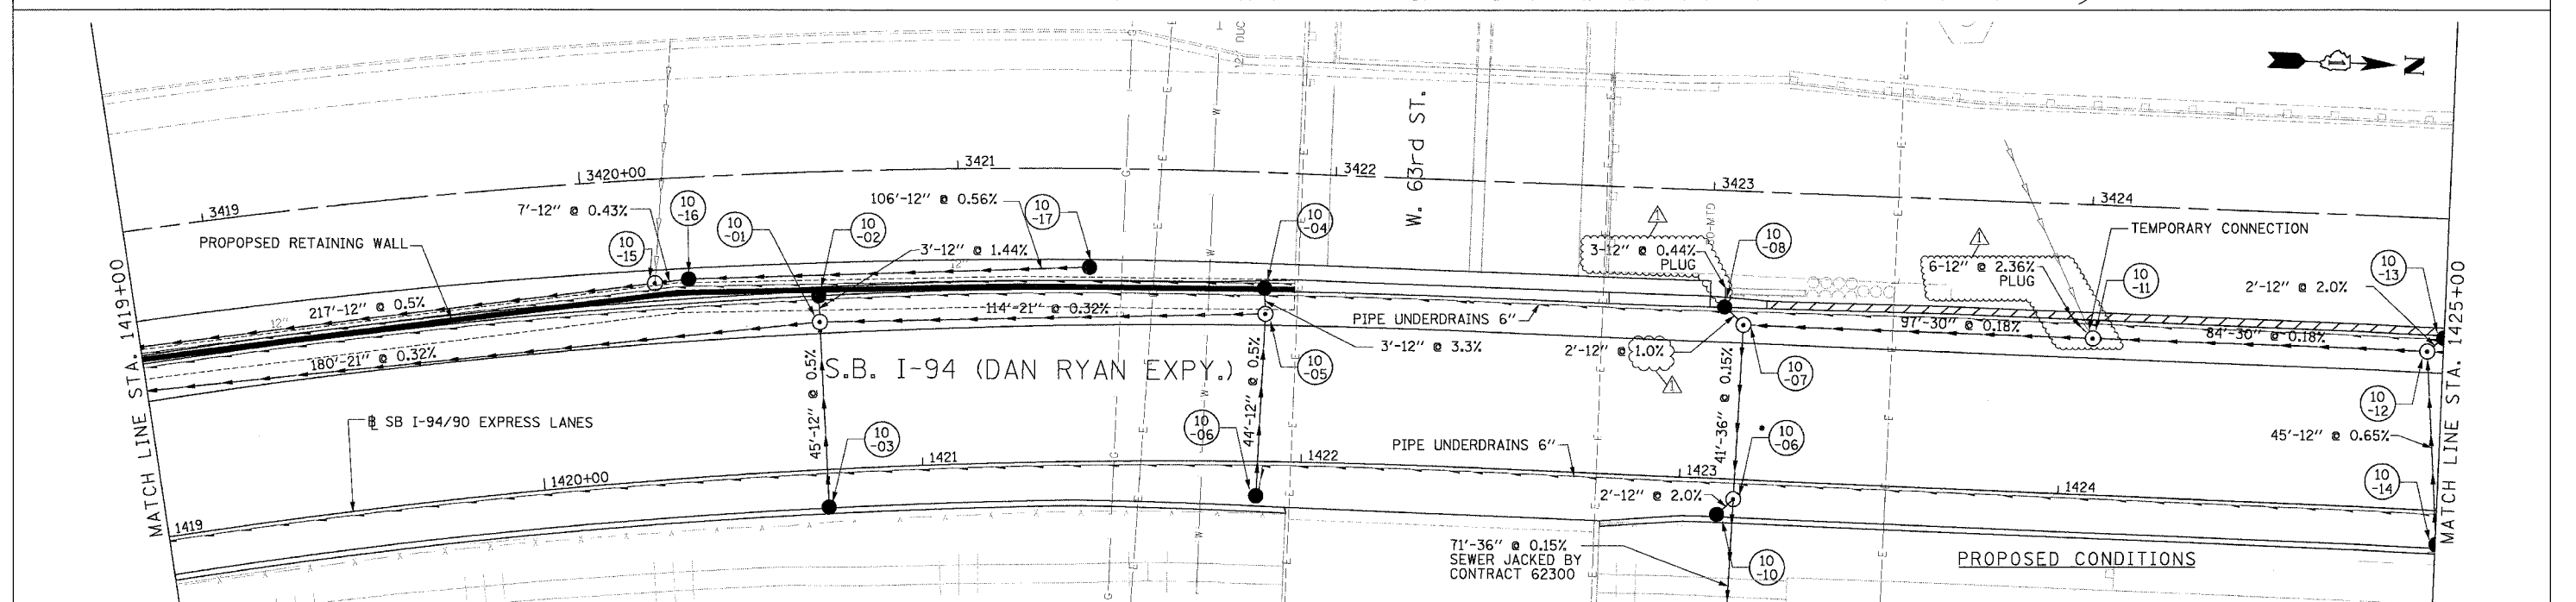 12" DUC
N
3421
3422
3420+00
3423
3419
3424
W. 63rd ST.
7'-12" @ 0.43%
106'-12" @ 0.56%
10 -16
10 -17
10 -01
10 -02
10 -04
10 -15
PROPOPSED RETAINING WALL
3'-12" @ 1.44%
12"
1
3-12" @ 0.44%
PLUG
10 -08
1
6-12" @ 2.36%
PLUG
TEMPORARY CONNECTION
10 -11
10 -13
2'-12" @ 2.0%
217'-12" @ 0.5%
12"
114'-21" @ 0.32%
PIPE UNDERDRAINS 6"
97'-30" @ 0.18%
84'-30" @ 0.18%
3'-12" @ 3.3%
2'-12" @ 1.0%
1
180'-21" @ 0.32%
S.B. I-94 (DAN RYAN EXPY.)
10 -05
10 -07
10 -12
MATCH LINE STA. 1419+00
MATCH LINE STA. 1425+00
45'-12" @ 0.5%
44'-12" @ 0.5%
41'-36" @ 0.15%
℄ SB I-94/90 EXPRESS LANES
10 -03
10 -06
10 -06
45'-12" @ 0.65%
PIPE UNDERDRAINS 6"
1421
1422
1423
1420+00
1424
1419
2'-12" @ 2.0%
10 -14
71'-36" @ 0.15%
SEWER JACKED BY
CONTRACT 62300
10 -10
PROPOSED CONDITIONS